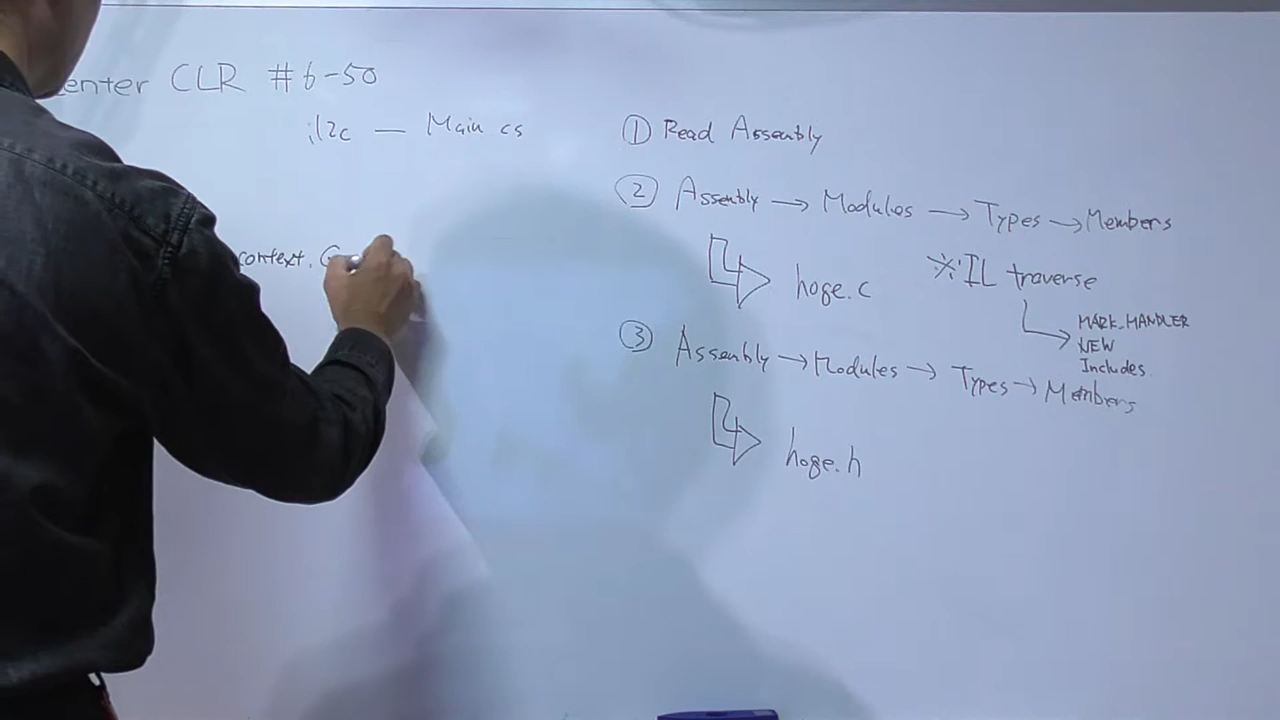 enter CLR #6-50
il2c — Main cs
context. G
① Read Assembly
② Assembly → Modules → Types → Members
hoge.c
※IL traverse
MARK_HANDLER
NEW
Includes
③ Assembly → Modules → Types → Members
hoge.h